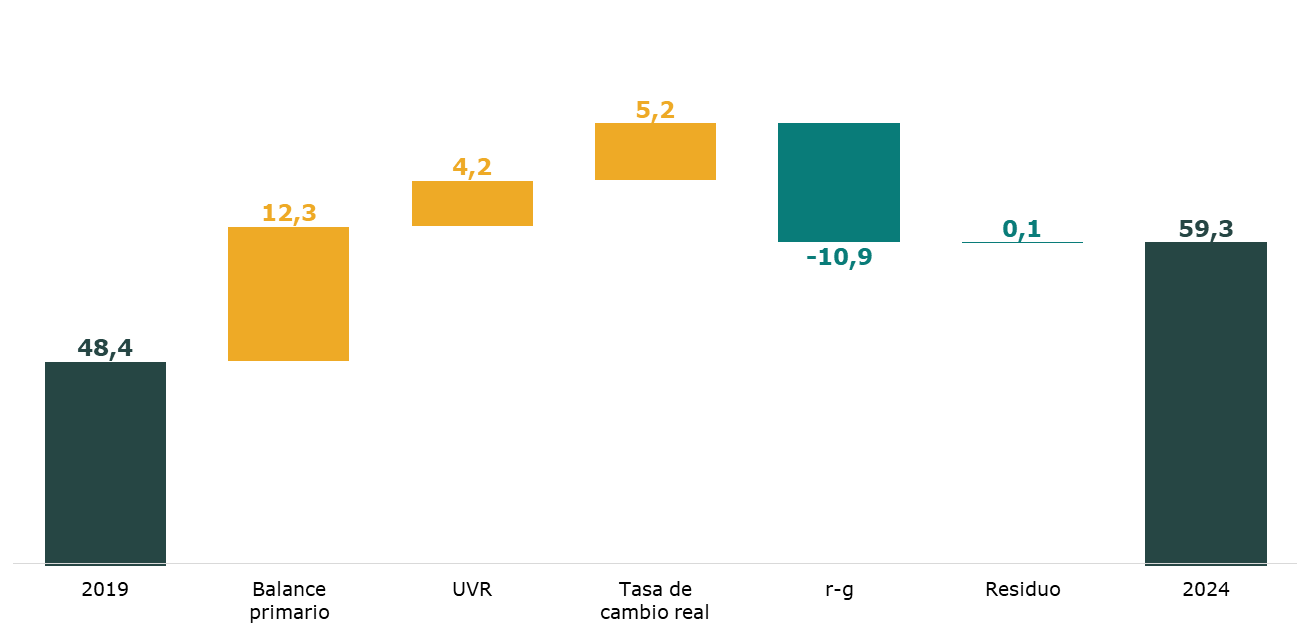 5,2
4,2
12,3
0,1
59,3
-10,9
48,4
2019
Balance
primario
UVR
Tasa de
cambio real
r-g
Residuo
2024